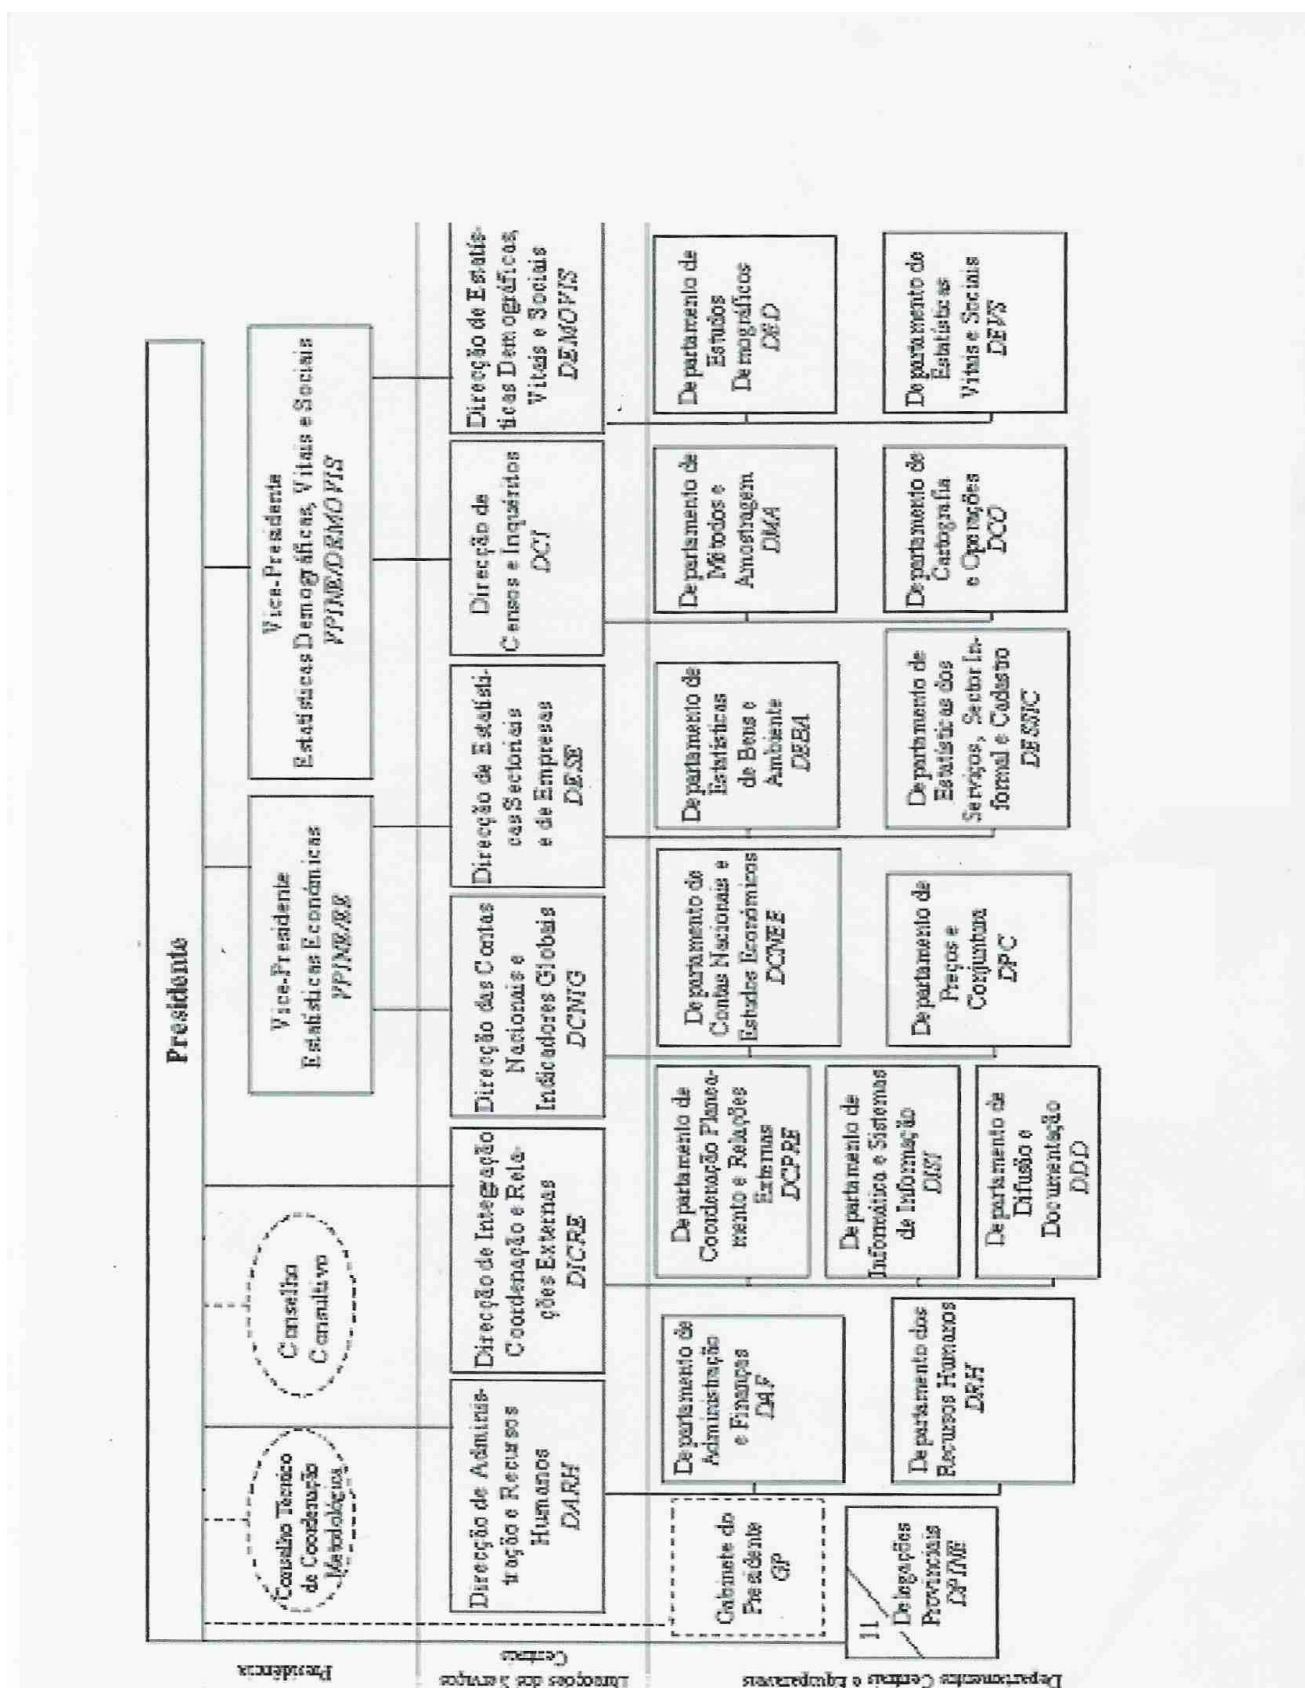 Presidente
Presidência
Conselho Técnico
de Coordenação
Metodológica
Conselho
Consultivo
Vice-Presidente
Estatísticas Económicas
VPINE/EE
Vice-Presidente
Estatísticas Demográficas, Vitais e Sociais
VPINE/DEMOVIS
Direcções dos Serviços
Centrais
Direcção de Adminis-
tração e Recursos
Humanos
DARH
Direcção de Integração
Coordenação e Rela-
ções Externas
DICRE
Direcção das Contas
Nacionais e
Indicadores Globais
DCNIG
Direcção de Estatísti-
cas Sectoriais
e de Empresas
DESE
Direcção de
Censos e Inquéritos
DCI
Direcção de Estatís-
ticas Demográficas,
Vitais e Sociais
DEMOVIS
Departamentos Centrais e Equiparáveis
Gabinete do
Presidente
GP
11
Delegações
Provinciais
DPINE
Departamento de
Administração
e Finanças
DAF
Departamento dos
Recursos Humanos
DRH
Departamento de
Coordenação Planea-
mento e Relações
Externas
DCPRE
Departamento de
Informática e Sistemas
de Informação
DISI
Departamento de
Difusão e
Documentação
DDD
Departamento de
Contas Nacionais e
Estudos Económicos
DCNEE
Departamento de
Preços e
Conjuntura
DPC
Departamento de
Estatísticas
de Bens e
Ambiente
DEBA
Departamento de
Estatísticas dos
Serviços, Sector In-
formal e Cadastro
DESSIC
Departamento de
Métodos e
Amostragem
DMA
Departamento de
Cartografia
e Operações
DCO
Departamento de
Estudos
Demográficos
DED
Departamento de
Estatísticas
Vitais e Sociais
DEVS